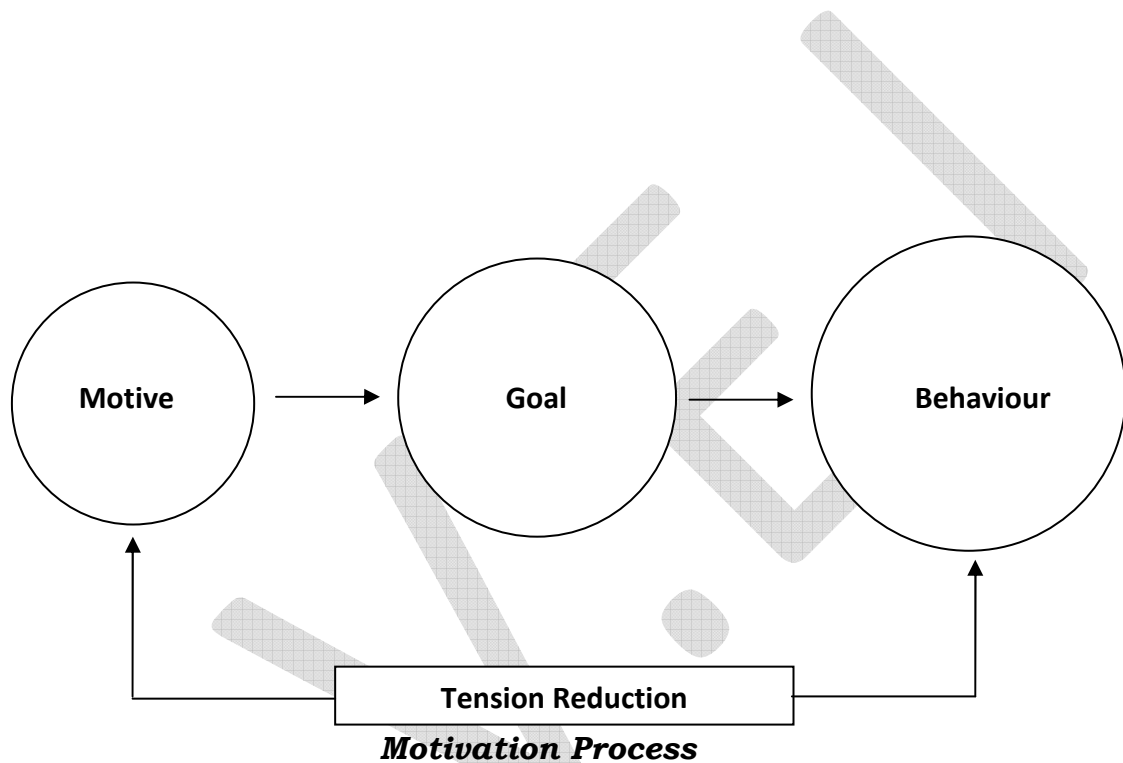 Motive
Goal
Behaviour
Tension Reduction
Motivation Process